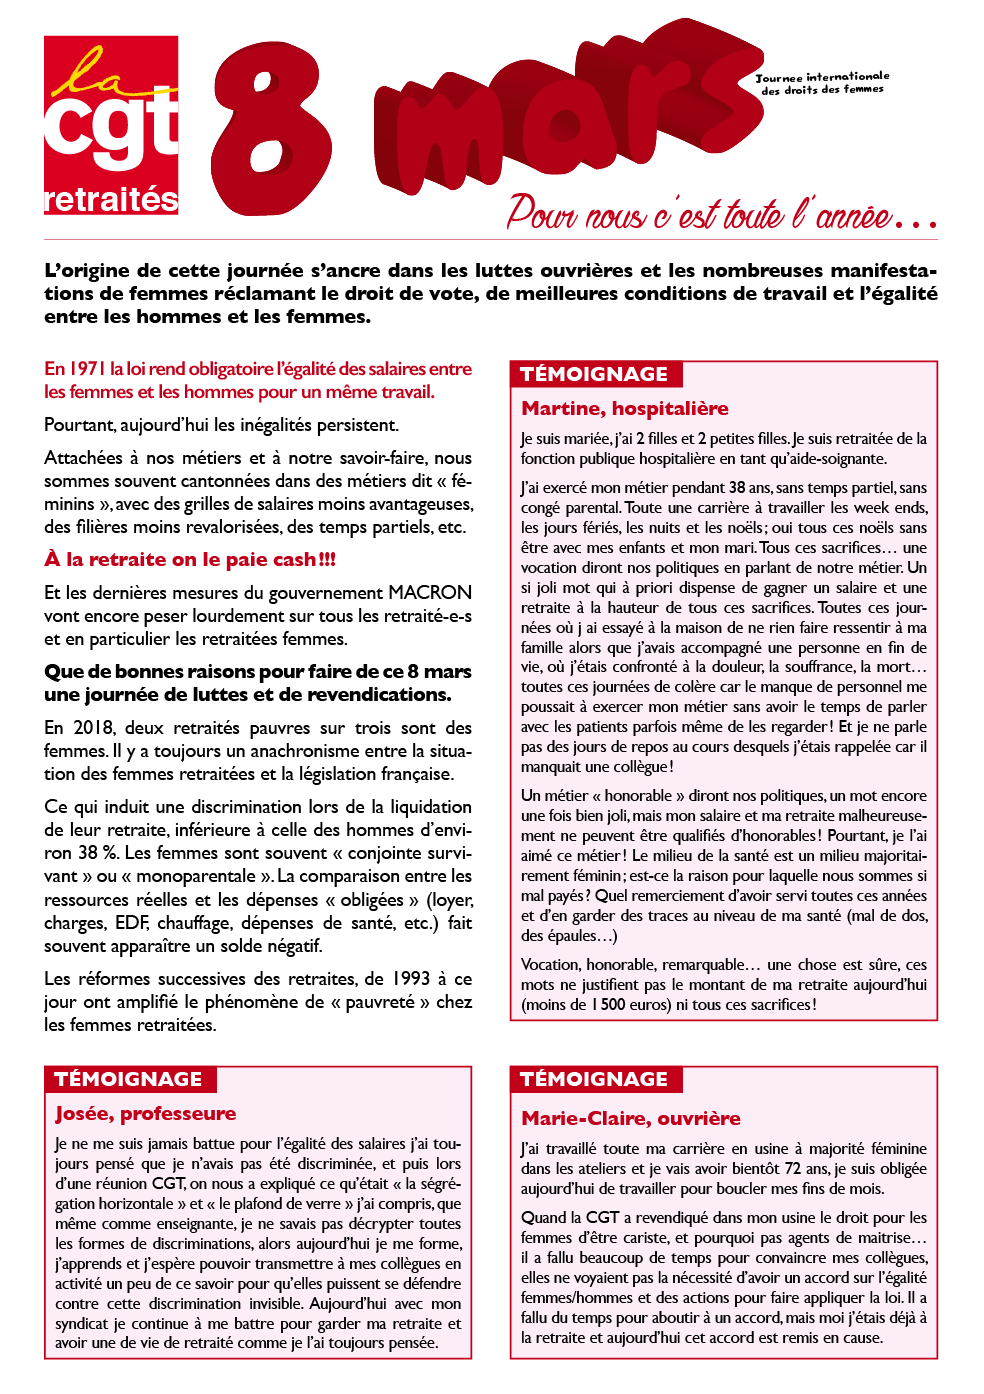 la
cgt
retraités
8 mars
Journee internationale
des droits des femmes
Pour nous c'est toute l'année...
L'origine de cette journée s'ancre dans les luttes ouvrières et les nombreuses manifesta-
tions de femmes réclamant le droit de vote, de meilleures conditions de travail et l'égalité
entre les hommes et les femmes.
En 1971 la loi rend obligatoire l'égalité des salaires entre
les femmes et les hommes pour un même travail.
Pourtant, aujourd'hui les inégalités persistent.
Attachées à nos métiers et à notre savoir-faire, nous
sommes souvent cantonnées dans des métiers dit « fé-
minins », avec des grilles de salaires moins avantageuses,
des filières moins revalorisées, des temps partiels, etc.
À la retraite on le paie cash !!!
Et les dernières mesures du gouvernement MACRON
vont encore peser lourdement sur tous les retraité-e-s
et en particulier les retraitées femmes.
Que de bonnes raisons pour faire de ce 8 mars
une journée de luttes et de revendications.
En 2018, deux retraités pauvres sur trois sont des
femmes. Il y a toujours un anachronisme entre la situa-
tion des femmes retraitées et la législation française.
Ce qui induit une discrimination lors de la liquidation
de leur retraite, inférieure à celle des hommes d'envi-
ron 38 %. Les femmes sont souvent « conjointe survi-
vant » ou « monoparentale ». La comparaison entre les
ressources réelles et les dépenses « obligées » (loyer,
charges, EDF, chauffage, dépenses de santé, etc.) fait
souvent apparaître un solde négatif.
Les réformes successives des retraites, de 1993 à ce
jour ont amplifié le phénomène de « pauvreté » chez
les femmes retraitées.
TÉMOIGNAGE
Martine, hospitalière
Je suis mariée, j'ai 2 filles et 2 petites filles. Je suis retraitée de la
fonction publique hospitalière en tant qu'aide-soignante.
J'ai exercé mon métier pendant 38 ans, sans temps partiel, sans
congé parental. Toute une carrière à travailler les week ends,
les jours fériés, les nuits et les noëls ; oui tous ces noëls sans
être avec mes enfants et mon mari. Tous ces sacrifices… une
vocation diront nos politiques en parlant de notre métier. Un
si joli mot qui à priori dispense de gagner un salaire et une
retraite à la hauteur de tous ces sacrifices. Toutes ces jour-
nées où j ai essayé à la maison de ne rien faire ressentir à ma
famille alors que j'avais accompagné une personne en fin de
vie, où j'étais confronté à la douleur, la souffrance, la mort…
toutes ces journées de colère car le manque de personnel me
poussait à exercer mon métier sans avoir le temps de parler
avec les patients parfois même de les regarder ! Et je ne parle
pas des jours de repos au cours desquels j'étais rappelée car il
manquait une collègue !
Un métier « honorable » diront nos politiques, un mot encore
une fois bien joli, mais mon salaire et ma retraite malheureuse-
ment ne peuvent être qualifiés d'honorables ! Pourtant, je l'ai
aimé ce métier ! Le milieu de la santé est un milieu majoritai-
rement féminin ; est-ce la raison pour laquelle nous sommes si
mal payés ? Quel remerciement d'avoir servi toutes ces années
et d'en garder des traces au niveau de ma santé (mal de dos,
des épaules…)
Vocation, honorable, remarquable… une chose est sûre, ces
mots ne justifient pas le montant de ma retraite aujourd'hui
(moins de 1 500 euros) ni tous ces sacrifices !
TÉMOIGNAGE
Josée, professeure
Je ne me suis jamais battue pour l'égalité des salaires j'ai tou-
jours pensé que je n'avais pas été discriminée, et puis lors
d'une réunion CGT, on nous a expliqué ce qu'était « la ségré-
gation horizontale » et « le plafond de verre » j'ai compris, que
même comme enseignante, je ne savais pas décrypter toutes
les formes de discriminations, alors aujourd'hui je me forme,
j'apprends et j'espère pouvoir transmettre à mes collègues en
activité un peu de ce savoir pour qu'elles puissent se défendre
contre cette discrimination invisible. Aujourd'hui avec mon
syndicat je continue à me battre pour garder ma retraite et
avoir une de vie de retraité comme je l'ai toujours pensée.
TÉMOIGNAGE
Marie-Claire, ouvrière
J'ai travaillé toute ma carrière en usine à majorité féminine
dans les ateliers et je vais avoir bientôt 72 ans, je suis obligée
aujourd'hui de travailler pour boucler mes fins de mois.
Quand la CGT a revendiqué dans mon usine le droit pour les
femmes d'être cariste, et pourquoi pas agents de maitrise…
il a fallu beaucoup de temps pour convaincre mes collègues,
elles ne voyaient pas la nécessité d'avoir un accord sur l'égalité
femmes/hommes et des actions pour faire appliquer la loi. Il a
fallu du temps pour aboutir à un accord, mais moi j'étais déjà à
la retraite et aujourd'hui cet accord est remis en cause.